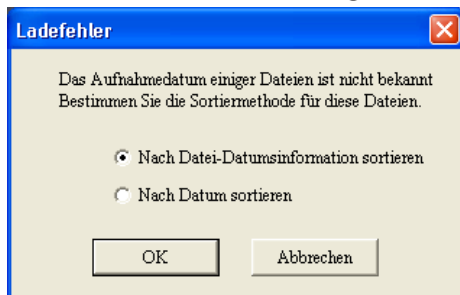 Ladefehler
Das Aufnahmedatum einiger Dateien ist nicht bekannt
Bestimmen Sie die Sortiermethode für diese Dateien.
Nach Datei-Datumsinformation sortieren
Nach Datum sortieren
OK
Abbrechen